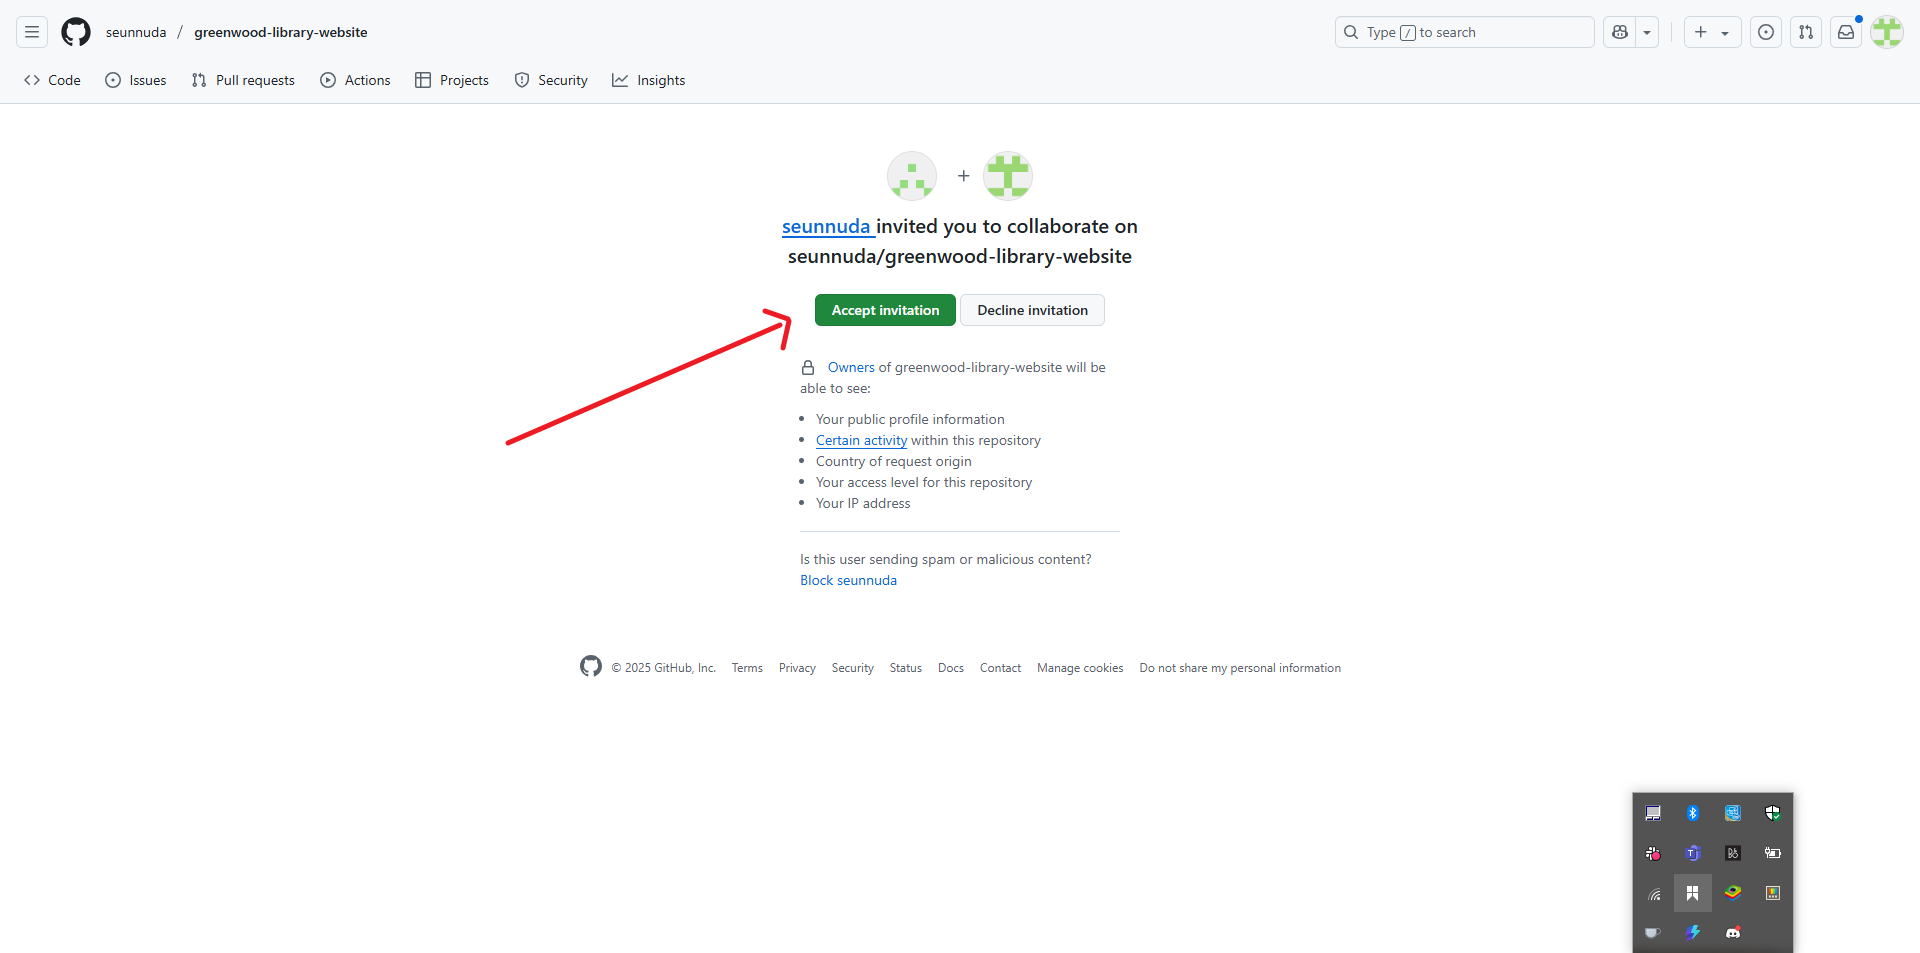 seunnuda / greenwood-library-website
Type / to search
Code Issues Pull requests Actions Projects Security Insights
+
seunnuda invited you to collaborate on
seunnuda/greenwood-library-website
Accept invitation Decline invitation
Owners of greenwood-library-website will be
able to see:
• Your public profile information
• Certain activity within this repository
• Country of request origin
• Your access level for this repository
• Your IP address
Is this user sending spam or malicious content?
Block seunnuda
© 2025 GitHub, Inc. Terms Privacy Security Status Docs Contact Manage cookies Do not share my personal information